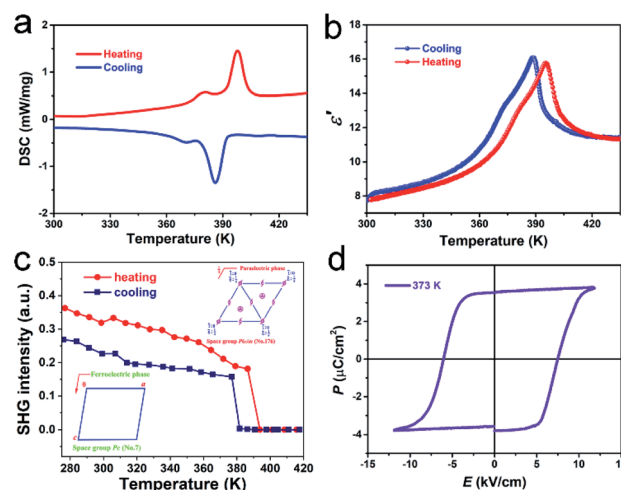 a
DSC (mW/mg)
2
1
0
-1
-2
Heating
Cooling
300 330 360 390 420
Temperature (K)
b
ε′
18
16
14
12
10
8
Cooling
Heating
300 330 360 390 420
Temperature (K)
c
SHG intensity (a.u.)
0.5
0.4
0.3
0.2
0.1
0.0
heating
cooling
Paraelectric phase
Space group P6₃/m (No.176)
Ferroelectric phase
0 a
c
Space group Pc (No.7)
280 300 320 340 360 380 400 420
Temperature (K)
d
P (μC/cm²)
6
4
2
0
-2
-4
-6
373 K
-15 -10 -5 0 5 10 15
E (kV/cm)